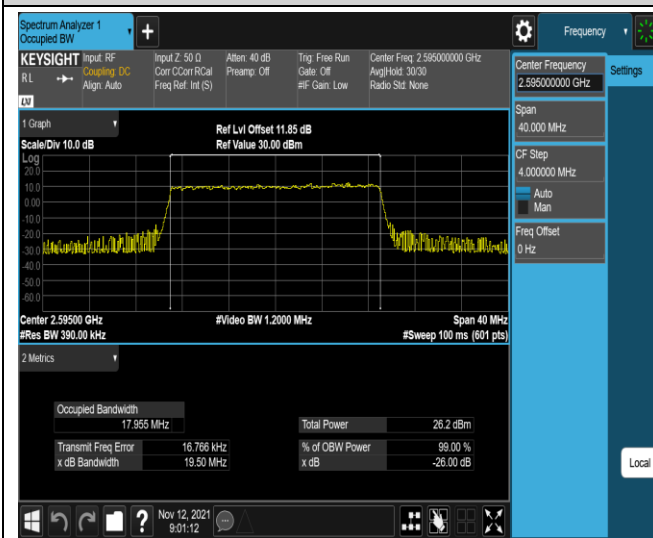 Spectrum Analyzer 1
Occupied BW
+
Frequency
KEYSIGHT
R L
LXI
Input: RF
Coupling: DC
Align: Auto
Input Z: 50 Ω
Corr CCorr RCal
Freq Ref: Int (S)
Atten: 40 dB
Preamp: Off
Trig: Free Run
Gate: Off
#IF Gain: Low
Center Freq: 2.595000000 GHz
Avg|Hold: 30/30
Radio Std: None
Center Frequency
2.595000000 GHz
Settings
Span
40.000 MHz
CF Step
4.000000 MHz
Auto
Man
Freq Offset
0 Hz
Local
1 Graph
Scale/Div 10.0 dB
Ref Lvl Offset 11.85 dB
Ref Value 30.00 dBm
Log
20.0
10.0
0.00
-10.0
-20.0
-30.0
-40.0
-50.0
-60.0
Center 2.59500 GHz
#Video BW 1.2000 MHz
Span 40 MHz
#Res BW 390.00 kHz
#Sweep 100 ms (601 pts)
2 Metrics
Occupied Bandwidth
17.955 MHz
Total Power 26.2 dBm
Transmit Freq Error 16.766 kHz
% of OBW Power 99.00 %
x dB Bandwidth 19.50 MHz
x dB -26.00 dB
?
Nov 12, 2021
9:01:12